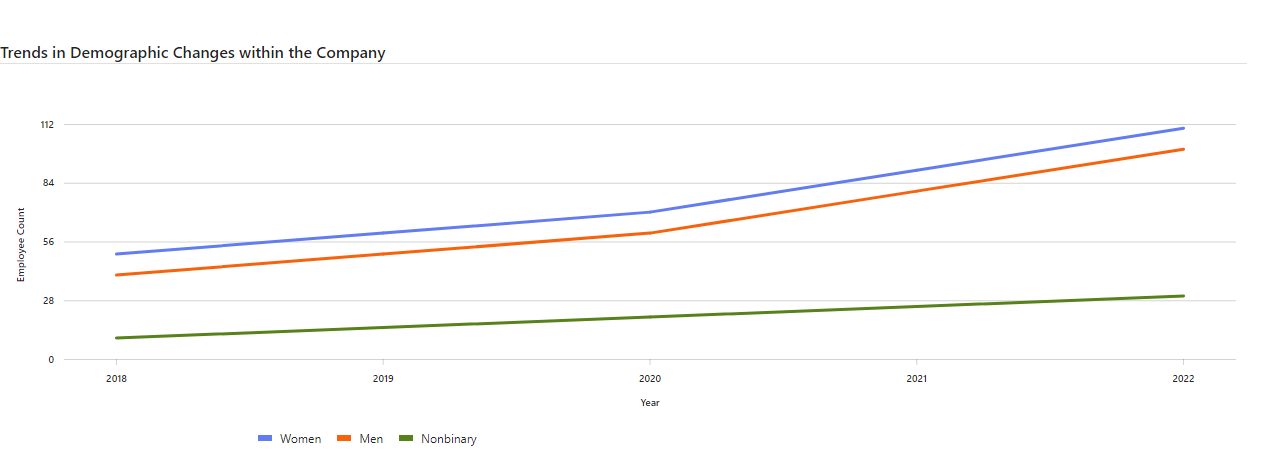 Trends in Demographic Changes within the Company
112
84
56
28
0
Employee Count
2018 2019 2020 2021 2022
Year
Women Men Nonbinary